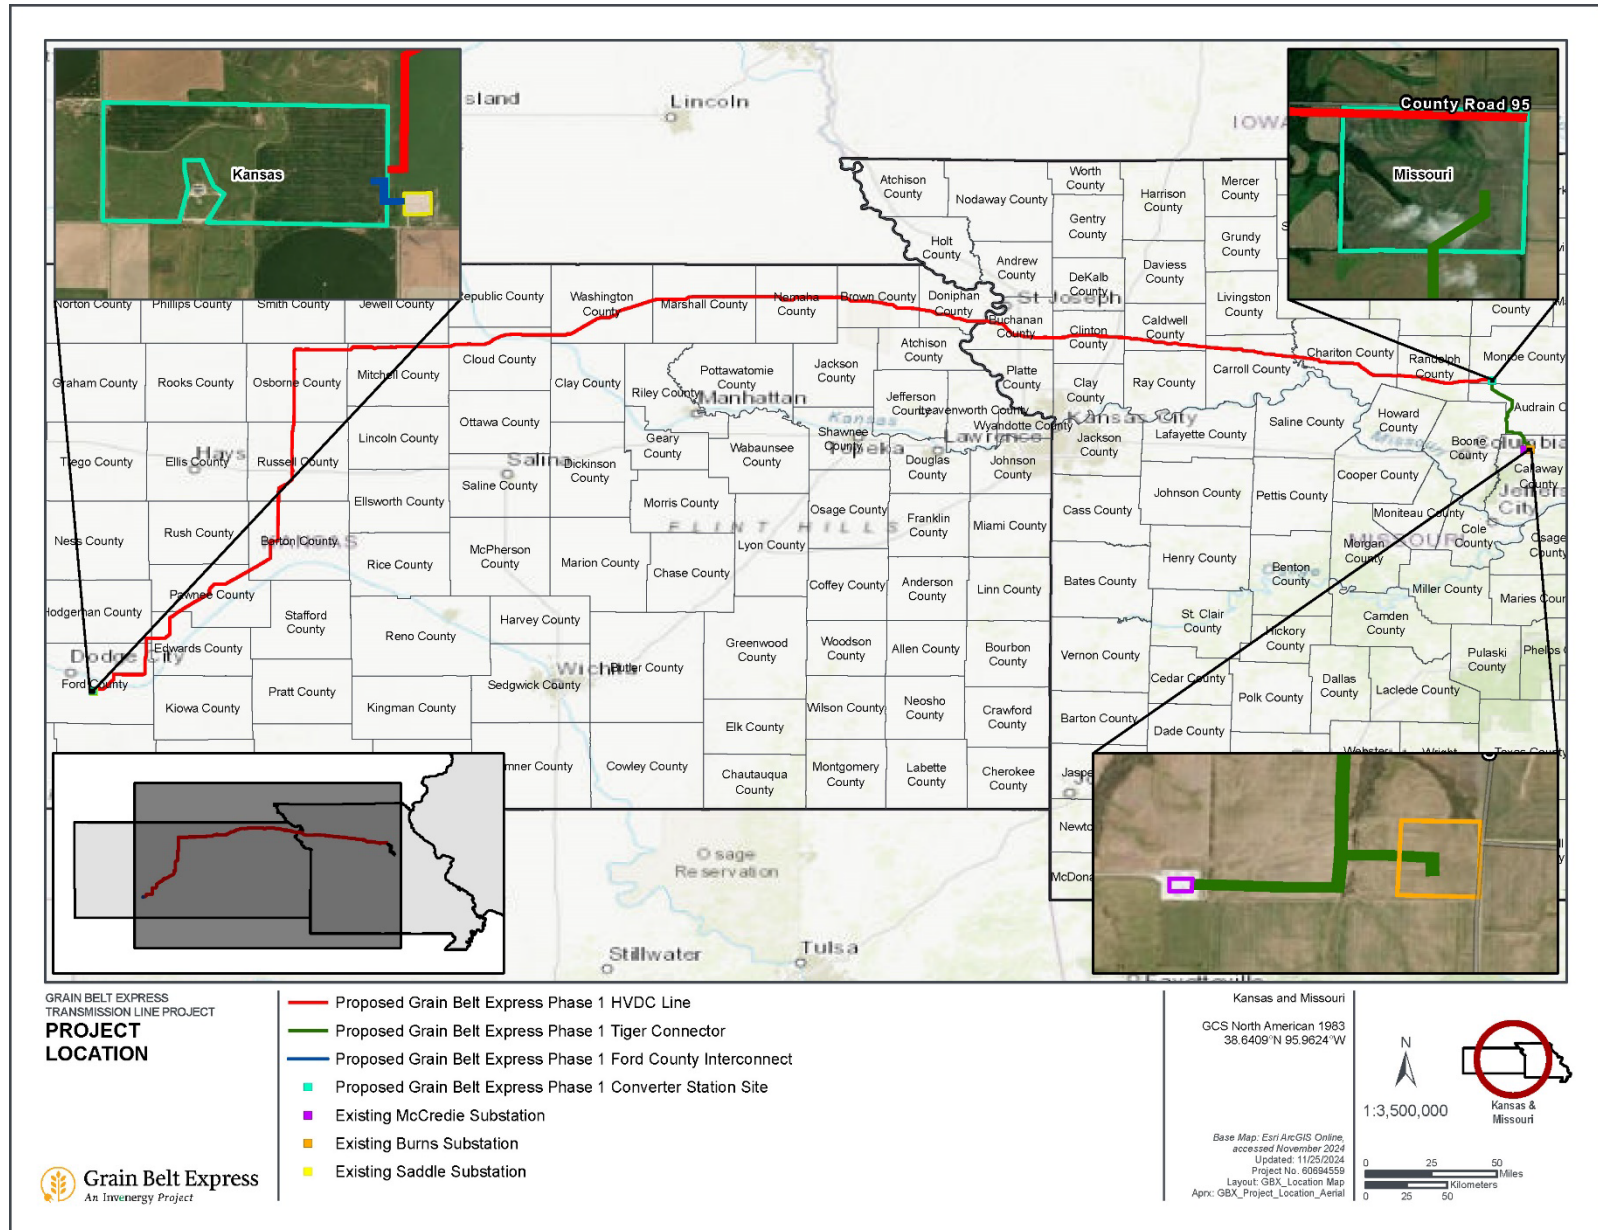 sland
Lincoln
IOWA
Kansas
County Road 95
Missouri
Atchison
County
Nodaway County
Worth
County
Harrison
County
Mercer
County
Gentry
County
Grundy
County
Holt
County
Andrew
County
DeKalb
County
Daviess
County
Livingston
County
County
Norton County
Phillips County
Smith County
Jewell County
Republic County
Washington
County
Marshall County
Nemaha
County
Brown County
Doniphan
County
St Joseph
Buchanan
County
Clinton
County
Caldwell
County
Chariton County
Randolph
County
Monroe County
Graham County
Rooks County
Osborne County
Mitchell County
Cloud County
Clay County
Riley County
Pottawatomie
County
Manhattan
Jackson
County
Atchison
County
Jefferson
County
Leavenworth County
Platte
County
Clay
County
Ray County
Carroll County
Howard
County
Audrain C
Wyandotte County
Kansas City
Kansas
Lawrence
Shawnee
County
Topeka
Trego County
Hays
Ellis County
Russell County
Lincoln County
Ottawa County
Salina
Saline County
Dickinson
County
Geary
County
Wabaunsee
County
Douglas
County
Johnson
County
Jackson
County
Lafayette County
Saline County
Missouri
Boone
County
Columbia
Callaway
County
Ellsworth County
Morris County
Osage
County
Franklin
County
Miami County
Cass County
Johnson County
Pettis County
Cooper County
Moniteau County
Jefferson
City
Cole
County
Osage
County
Ness County
Rush County
Barton County
KANSAS
Rice County
McPherson
County
Marion County
Chase County
Lyon County
FLINT HILLS
Coffey County
Anderson
County
Linn County
Bates County
Henry County
Benton
County
Osage
Morgan
County
MISSOURI
Miller County
Maries Coun
Hodgeman County
Pawnee County
Stafford
County
Reno County
Harvey County
Greenwood
County
Woodson
County
Allen County
Bourbon
County
Vernon County
St Clair
County
Hickory
County
Camden
County
Pulaski
County
Phelps C
Dodge City
Ford County
Edwards County
Kiowa County
Pratt County
Kingman County
Sedgwick County
Wichita
Butler County
Elk County
Wilson County
Neosho
County
Crawford
County
Barton County
Cedar County
Polk County
Dallas
County
Laclede County
Dade County
Webster
Wright
Texas County
mner County
Cowley County
Chautauqua
County
Montgomery
County
Labette
County
Cherokee
County
Jaspe
Newto
McDona
Osage
Reservation
Stillwater
Tulsa
Fayetteville
GRAIN BELT EXPRESS
TRANSMISSION LINE PROJECT
PROJECT
LOCATION
Grain Belt Express
An Invenergy Project
Proposed Grain Belt Express Phase 1 HVDC Line
Proposed Grain Belt Express Phase 1 Tiger Connector
Proposed Grain Belt Express Phase 1 Ford County Interconnect
Proposed Grain Belt Express Phase 1 Converter Station Site
Existing McCredie Substation
Existing Burns Substation
Existing Saddle Substation
Kansas and Missouri
GCS North American 1983
38.6409°N 95.9624°W
Base Map: Esri ArcGIS Online,
accessed November 2024
Updated: 11/25/2024
Project No. 60694559
Layout: GBX_Location Map
Aprx: GBX_Project_Location_Aerial
N
1:3,500,000
Kansas &
Missouri
0 25 50
Miles
Kilometers
0 25 50